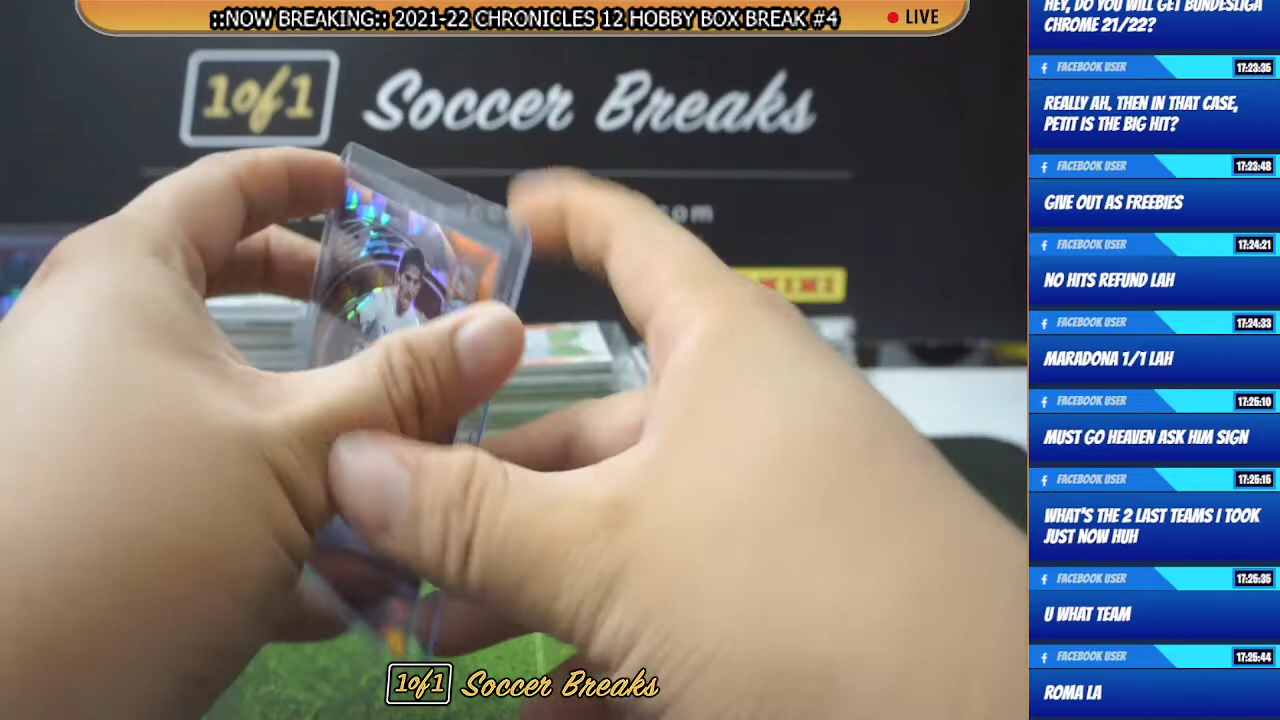 ::NOW BREAKING:: 2021-22 CHRONICLES 12 HOBBY BOX BREAK #4
LIVE
1of1 Soccer Breaks
HEY, DO YOU WILL GET BUNDESLIGA
CHROME 21/22?
FACEBOOK USER 17:23:35
REALLY AH, THEN IN THAT CASE,
PETIT IS THE BIG HIT?
FACEBOOK USER 17:23:48
GIVE OUT AS FREEBIES
FACEBOOK USER 17:24:21
NO HITS REFUND LAH
FACEBOOK USER 17:24:33
MARADONA 1/1 LAH
FACEBOOK USER 17:25:10
MUST GO HEAVEN ASK HIM SIGN
FACEBOOK USER 17:25:15
WHAT'S THE 2 LAST TEAMS I TOOK
JUST NOW HUH
FACEBOOK USER 17:25:35
U WHAT TEAM
FACEBOOK USER 17:25:44
ROMA LA
1of1 Soccer Breaks